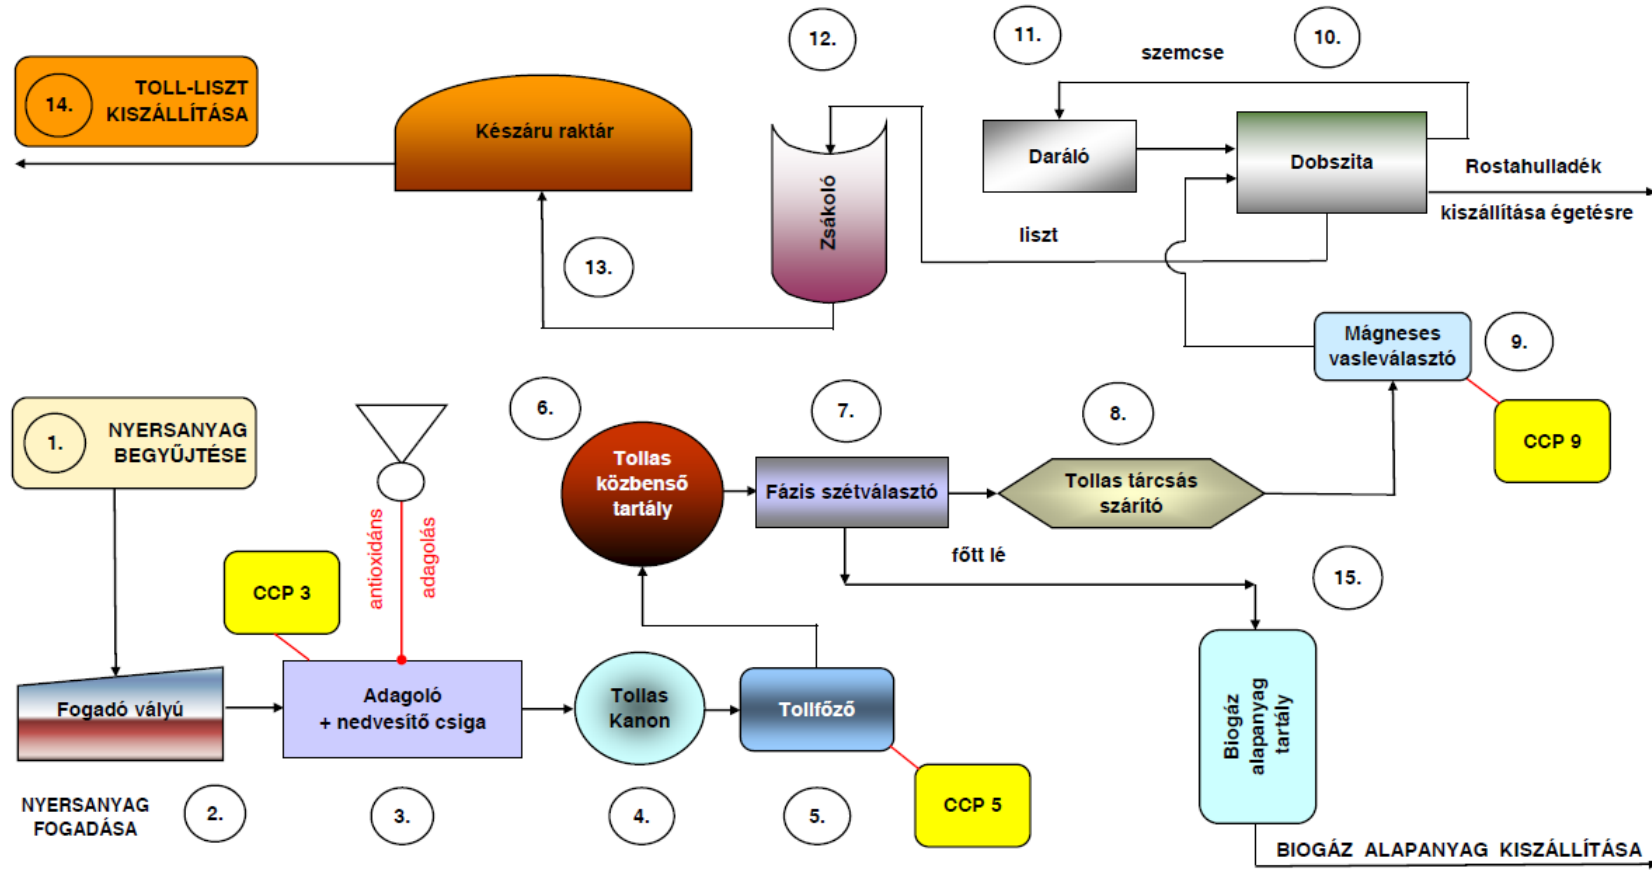 12.
11.
10.
szemcse
14.
TOLL-LISZT
KISZÁLLÍTÁSA
Készáru raktár
Zsákoló
Daráló
Dobszita
Rostahulladék
kiszállítása égetésre
liszt
13.
Mágneses
vasleválasztó
9.
CCP 9
1.
NYERSANYAG
BEGYŰJTÉSE
6.
7.
8.
Tollas
közbenső
tartály
Fázis szétválasztó
Tollas tárcsás
szárító
antioxidáns
adagolás
CCP 3
főtt lé
15.
Fogadó vályú
Adagoló
+ nedvesítő csiga
Tollas
Kanon
Tollfőző
Biogáz
alapanyag
tartály
CCP 5
NYERSANYAG
FOGADÁSA
2.
3.
4.
5.
BIOGÁZ ALAPANYAG KISZÁLLÍTÁSA